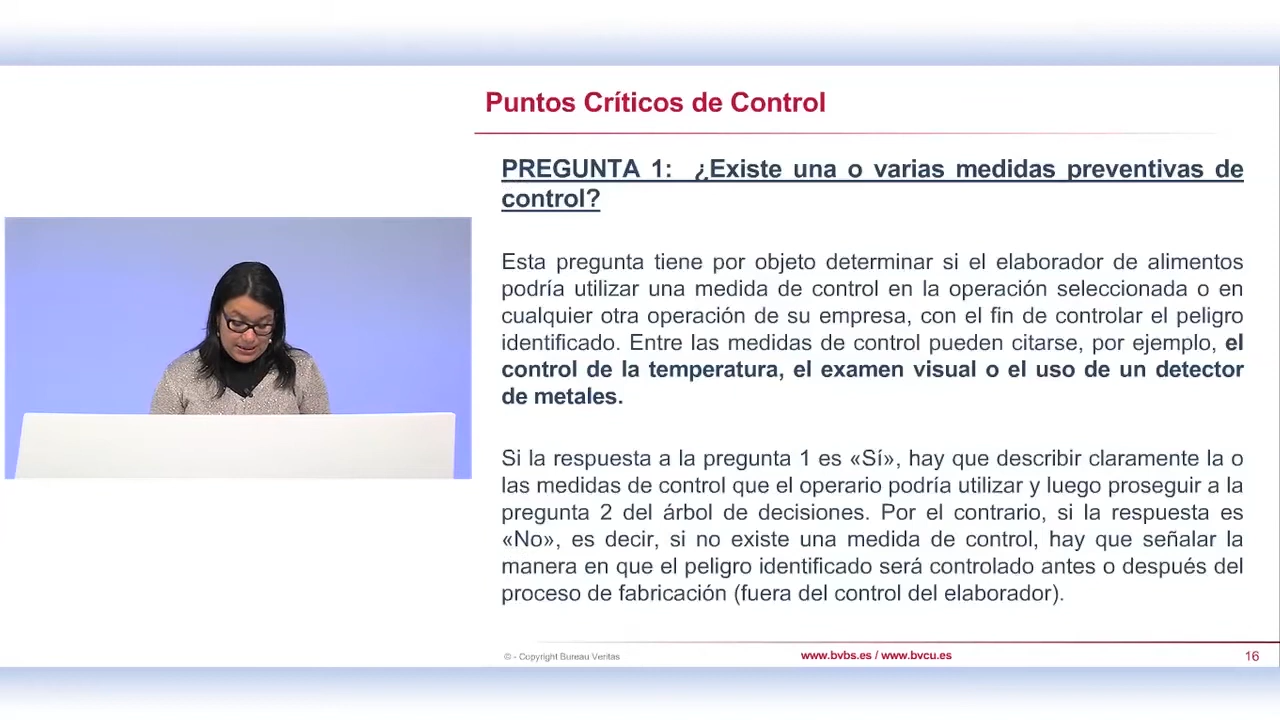 Puntos Críticos de Control
PREGUNTA 1: ¿Existe una o varias medidas preventivas de
control?
Esta pregunta tiene por objeto determinar si el elaborador de alimentos
podría utilizar una medida de control en la operación seleccionada o en
cualquier otra operación de su empresa, con el fin de controlar el peligro
identificado. Entre las medidas de control pueden citarse, por ejemplo, el
control de la temperatura, el examen visual o el uso de un detector
de metales.
Si la respuesta a la pregunta 1 es «Sí», hay que describir claramente la o
las medidas de control que el operario podría utilizar y luego proseguir a la
pregunta 2 del árbol de decisiones. Por el contrario, si la respuesta es
«No», es decir, si no existe una medida de control, hay que señalar la
manera en que el peligro identificado será controlado antes o después del
proceso de fabricación (fuera del control del elaborador).
© - Copyright Bureau Veritas
www.bvbs.es / www.bvcu.es
16